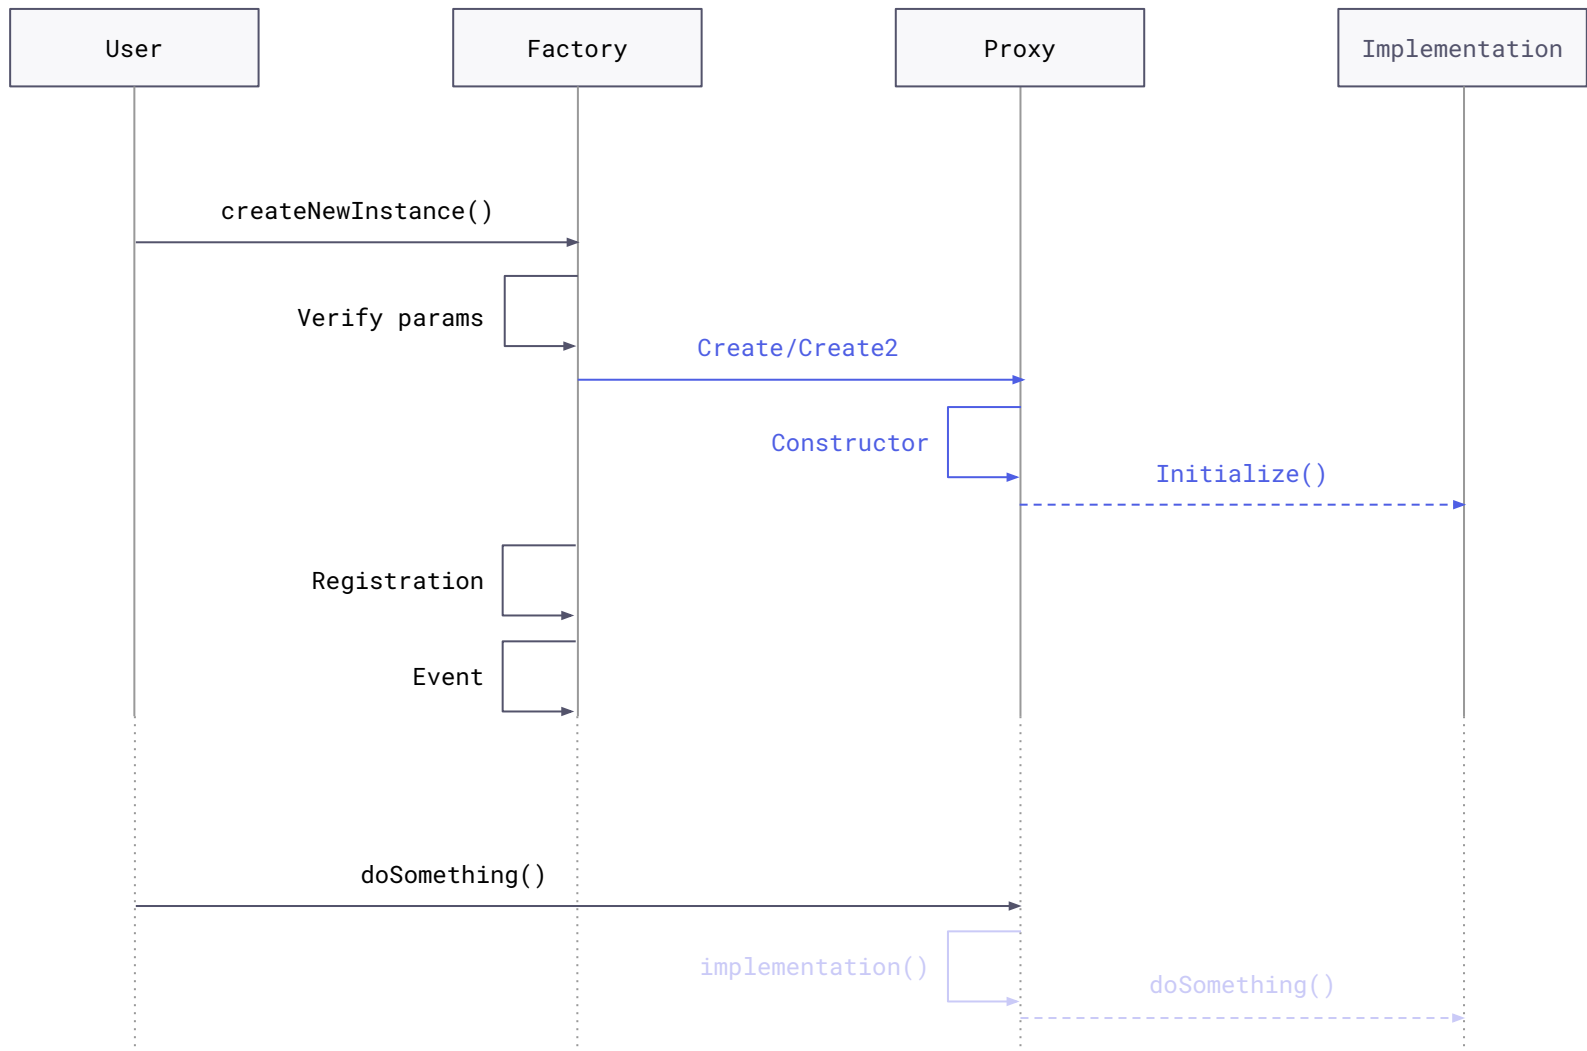 User
Factory
Proxy
Implementation
createNewInstance()
Verify params
Create/Create2
Constructor
Initialize()
Registration
Event
doSomething()
implementation()
doSomething()